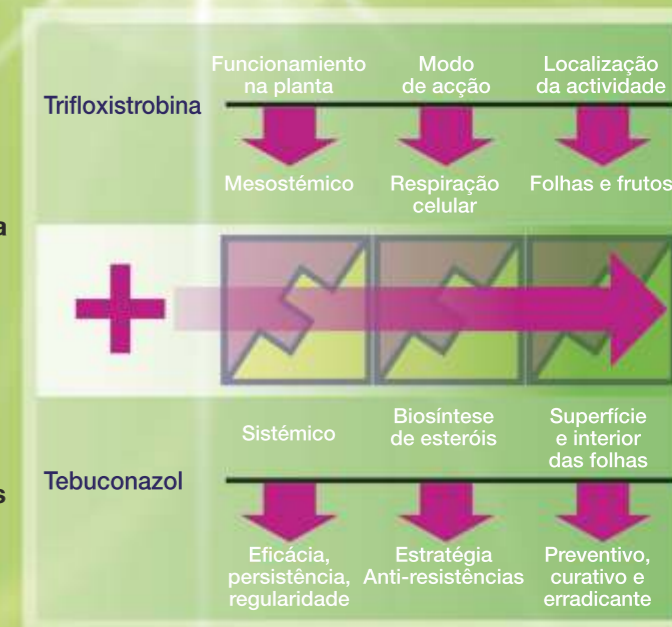 Funcionamento
na planta
Modo
de acção
Localização
da actividade
Trifloxistrobina
Mesostémico
Respiração
celular
Folhas e frutos
a
+
Sistémico
Biosíntese
de esteróis
Superfície
e interior
das folhas
Tebuconazol
s
Eficácia,
persistência,
regularidade
Estratégia
Anti-resistências
Preventivo,
curativo e
erradicante